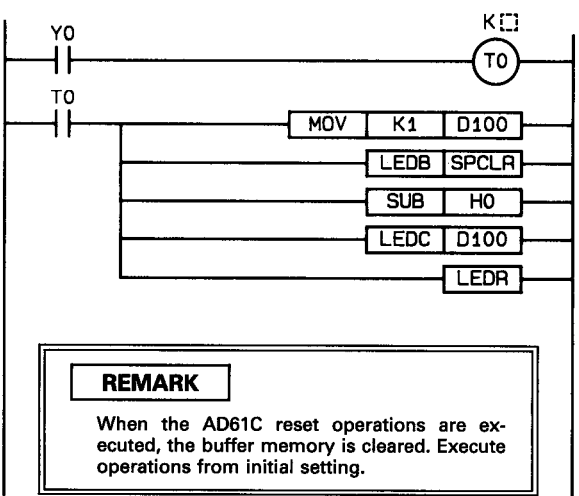 Y0 K
T0
T0 MOV K1 D100
LEDB SPCLR
SUB H0
LEDC D100
LEDR
REMARK
When the AD61C reset operations are ex-
ecuted, the buffer memory is cleared. Execute
operations from initial setting.